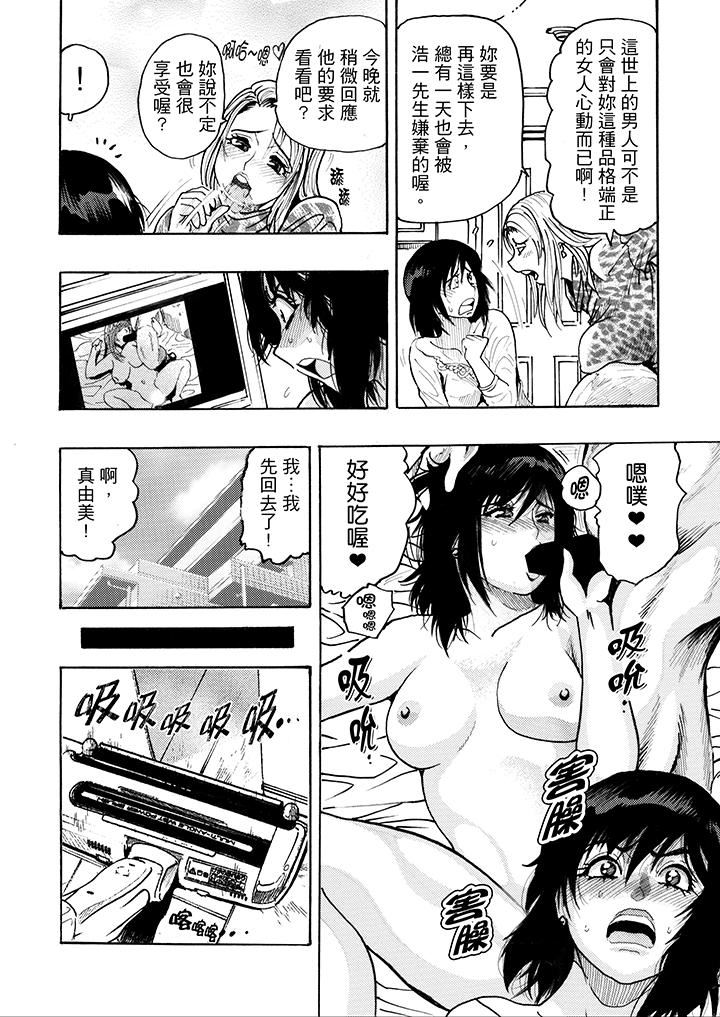 這世上的男人可不是
只會對妳這種品格端正
的女人心動而已啊！
妳要是
再這樣下去，
總有一天也會被
浩一先生嫌棄的喔。
今晚就
稍微回應
他的要求
看看吧？
嗯♡
舔舔
妳說不定
也會很
享受喔？
！
嗯噗
♥♥
嗯
好好吃喔
♥
嗯嗯嗯
吸吮
吸吮
害臊
害臊
我…我
先回去了！
啊，
真由美！
吸吸吸吸吸…
喀喀喀…